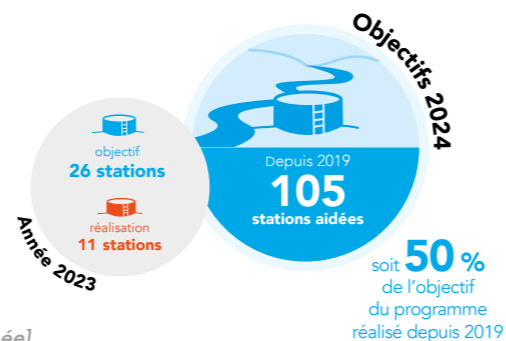 Objectifs 2024
objectif
26 stations
réalisation
11 stations
Année 2023
Depuis 2019
105
stations aidées
soit 50 %
de l'objectif
du programme
réalisé depuis 2019